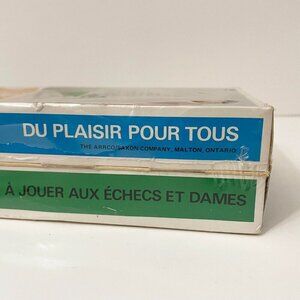 DU PLAISIR POUR TOUS
THE ARRCO/SAXON COMPANY, MALTON, ONTARIO
À JOUER AUX ÉCHECS ET DAMES